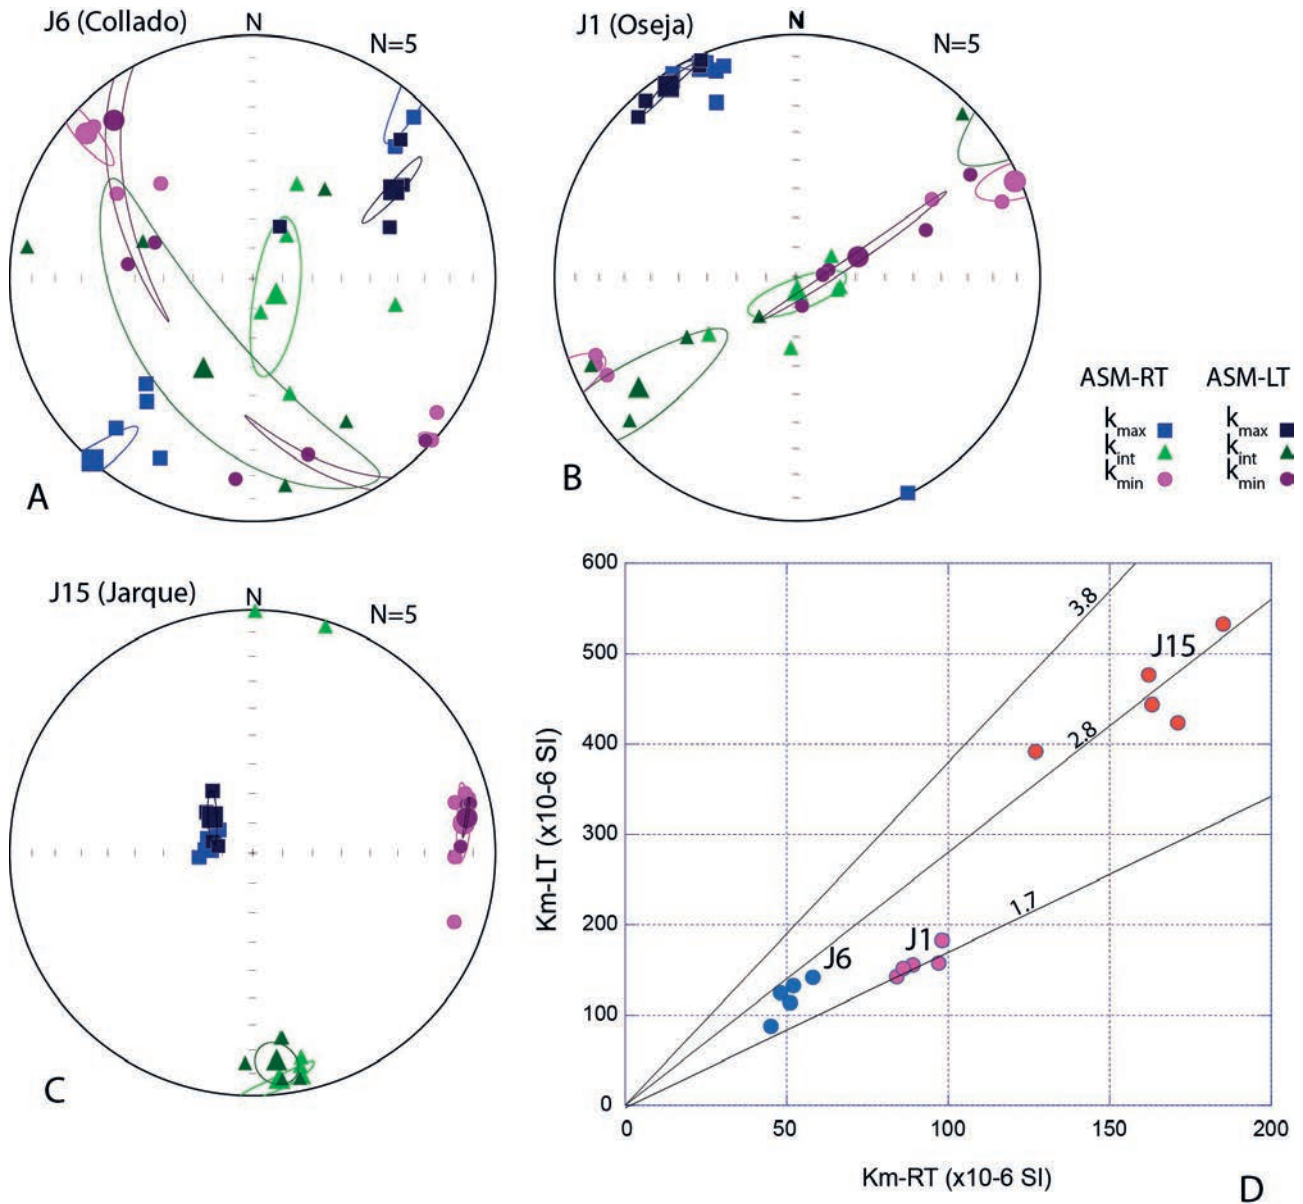 J6 (Collado)
N
N=5
A
J1 (Oseja)
N
N=5
B
ASM-RT ASM-LT
kmax kmax
kint kint
kmin kmin
J15 (Jarque)
N
N=5
C
600
500
400
300
200
100
0
Km-LT (x10-6 SI)
3.8
2.8
1.7
J15
J1
J6
0 50 100 150 200
Km-RT (x10-6 SI)
D